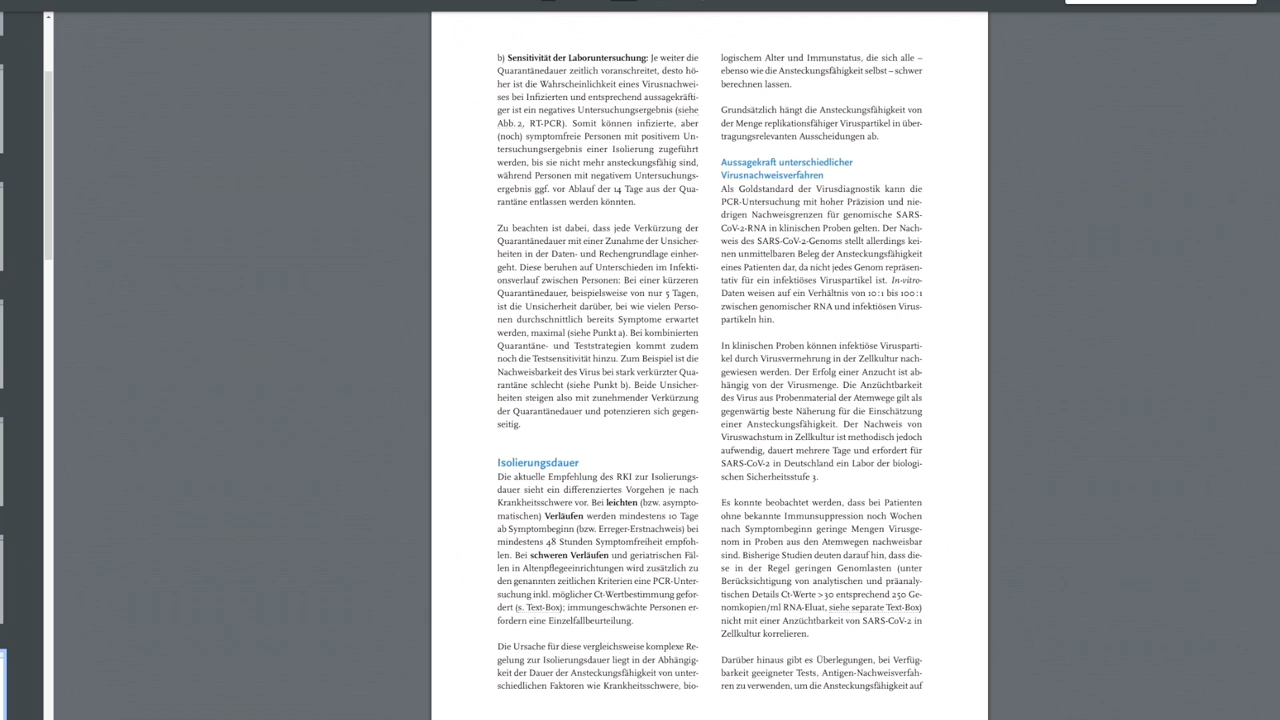 b) Sensitivität der Laboruntersuchung: Je weiter die
Quarantänedauer zeitlich voranschreitet, desto hö-
her ist die Wahrscheinlichkeit eines Virusnachwei-
ses bei Infizierten und entsprechend aussagekräfti-
ger ist ein negatives Untersuchungsergebnis (siehe
Abb. 2, RT-PCR). Somit können infizierte, aber
(noch) symptomfreie Personen mit positivem Un-
tersuchungsergebnis einer Isolierung zugeführt
werden, bis sie nicht mehr ansteckungsfähig sind,
während Personen mit negativem Untersuchungs-
ergebnis ggf. vor Ablauf der 14 Tage aus der Qua-
rantäne entlassen werden könnten.
Zu beachten ist dabei, dass jede Verkürzung der
Quarantänedauer mit einer Zunahme der Unsicher-
heiten in der Daten- und Rechengrundlage einher-
geht. Diese beruhen auf Unterschieden im Infekti-
onsverlauf zwischen Personen: Bei einer kürzeren
Quarantänedauer, beispielsweise von nur 5 Tagen,
ist die Unsicherheit darüber, bei wie vielen Perso-
nen durchschnittlich bereits Symptome erwartet
werden, maximal (siehe Punkt a). Bei kombinierten
Quarantäne- und Teststrategien kommt zudem
noch die Testsensitivität hinzu. Zum Beispiel ist die
Nachweisbarkeit des Virus bei stark verkürzter Qua-
rantäne schlecht (siehe Punkt b). Beide Unsicher-
heiten steigen also mit zunehmender Verkürzung
der Quarantänedauer und potenzieren sich gegen-
seitig.
Isolierungsdauer
Die aktuelle Empfehlung des RKI zur Isolierungs-
dauer sieht ein differenziertes Vorgehen je nach
Krankheitsschwere vor. Bei leichten (bzw. asympto-
matischen) Verläufen werden mindestens 10 Tage
ab Symptombeginn (bzw. Erreger-Erstnachweis) bei
mindestens 48 Stunden Symptomfreiheit empfoh-
len. Bei schweren Verläufen und geriatrischen Fäl-
len in Altenpflegeeinrichtungen wird zusätzlich zu
den genannten zeitlichen Kriterien eine PCR-Unter-
suchung inkl. möglicher Ct-Wertbestimmung gefor-
dert (s. Text-Box); immungeschwächte Personen er-
fordern eine Einzelfallbeurteilung.
Die Ursache für diese vergleichsweise komplexe Re-
gelung zur Isolierungsdauer liegt in der Abhängig-
keit der Dauer der Ansteckungsfähigkeit von unter-
schiedlichen Faktoren wie Krankheitsschwere, bio-
logischem Alter und Immunstatus, die sich alle –
ebenso wie die Ansteckungsfähigkeit selbst – schwer
berechnen lassen.
Grundsätzlich hängt die Ansteckungsfähigkeit von
der Menge replikationsfähiger Viruspartikel in über-
tragungsrelevanten Ausscheidungen ab.
Aussagekraft unterschiedlicher
Virusnachweisverfahren
Als Goldstandard der Virusdiagnostik kann die
PCR-Untersuchung mit hoher Präzision und nie-
drigen Nachweisgrenzen für genomische SARS-
CoV-2-RNA in klinischen Proben gelten. Der Nach-
weis des SARS-CoV-2-Genoms stellt allerdings kei-
nen unmittelbaren Beleg der Ansteckungsfähigkeit
eines Patienten dar, da nicht jedes Genom repräsen-
tativ für ein infektiöses Viruspartikel ist. In-vitro-
Daten weisen auf ein Verhältnis von 10:1 bis 100:1
zwischen genomischer RNA und infektiösen Virus-
partikeln hin.
In klinischen Proben können infektiöse Viruspartі-
kel durch Virusvermehrung in der Zellkultur nach-
gewiesen werden. Der Erfolg einer Anzucht ist ab-
hängig von der Virusmenge. Die Anzüchtbarkeit
des Virus aus Probenmaterial der Atemwege gilt als
gegenwärtig beste Näherung für die Einschätzung
einer Ansteckungsfähigkeit. Der Nachweis von
Viruswachstum in Zellkultur ist methodisch jedoch
aufwendig, dauert mehrere Tage und erfordert für
SARS-CoV-2 in Deutschland ein Labor der biologi-
schen Sicherheitsstufe 3.
Es konnte beobachtet werden, dass bei Patienten
ohne bekannte Immunsuppression noch Wochen
nach Symptombeginn geringe Mengen Virusge-
nom in Proben aus den Atemwegen nachweisbar
sind. Bisherige Studien deuten darauf hin, dass die-
se in der Regel geringen Genomlasten (unter
Berücksichtigung von analytischen und präanaly-
tischen Details Ct-Werte >30 entsprechend 250 Ge-
nomkopien/ml RNA-Eluat, siehe separate Text-Box)
nicht mit einer Anzüchtbarkeit von SARS-CoV-2 in
Zellkultur korrelieren.
Darüber hinaus gibt es Überlegungen, bei Verfüg-
barkeit geeigneter Tests, Antigen-Nachweisverfah-
ren zu verwenden, um die Ansteckungsfähigkeit auf